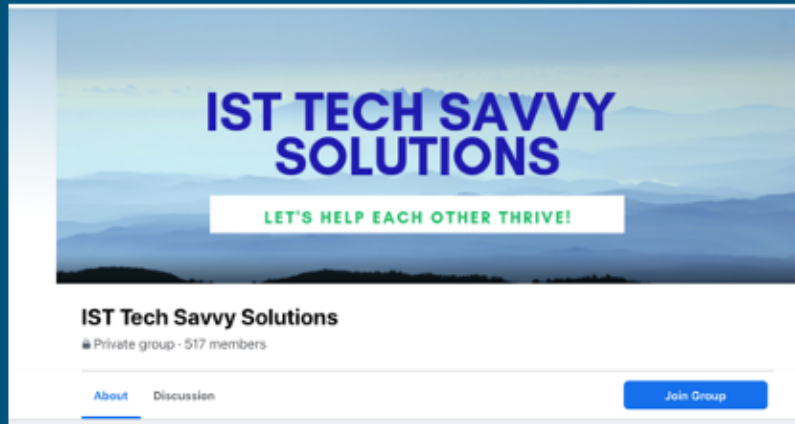 IST TECH SAVVY
SOLUTIONS
LET'S HELP EACH OTHER THRIVE!
IST Tech Savvy Solutions
Private group · 517 members
About Discussion Join Group